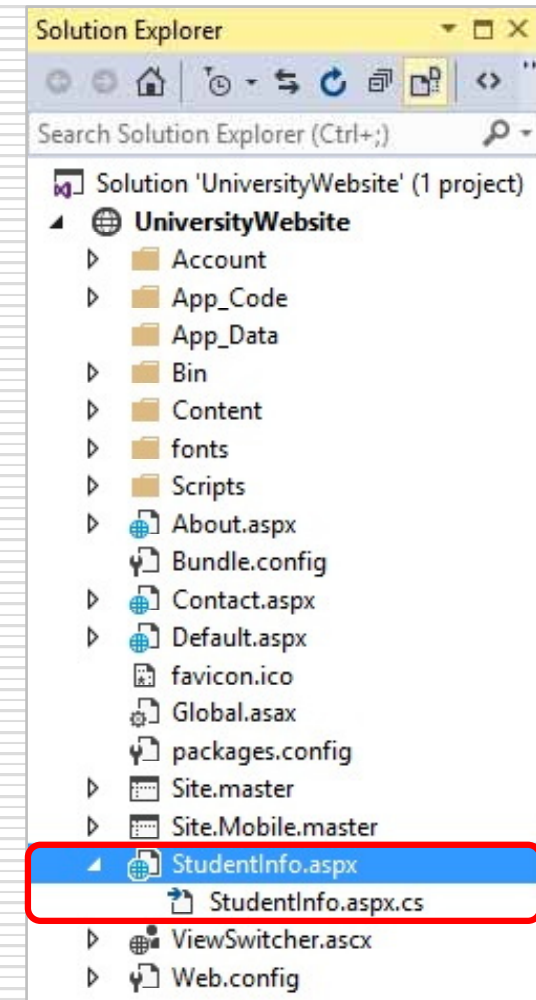 Solution Explorer
Search Solution Explorer (Ctrl+;)
Solution 'UniversityWebsite' (1 project)
UniversityWebsite
Account
App_Code
App_Data
Bin
Content
fonts
Scripts
About.aspx
Bundle.config
Contact.aspx
Default.aspx
favicon.ico
Global.asax
packages.config
Site.master
Site.Mobile.master
StudentInfo.aspx
StudentInfo.aspx.cs
ViewSwitcher.ascx
Web.config